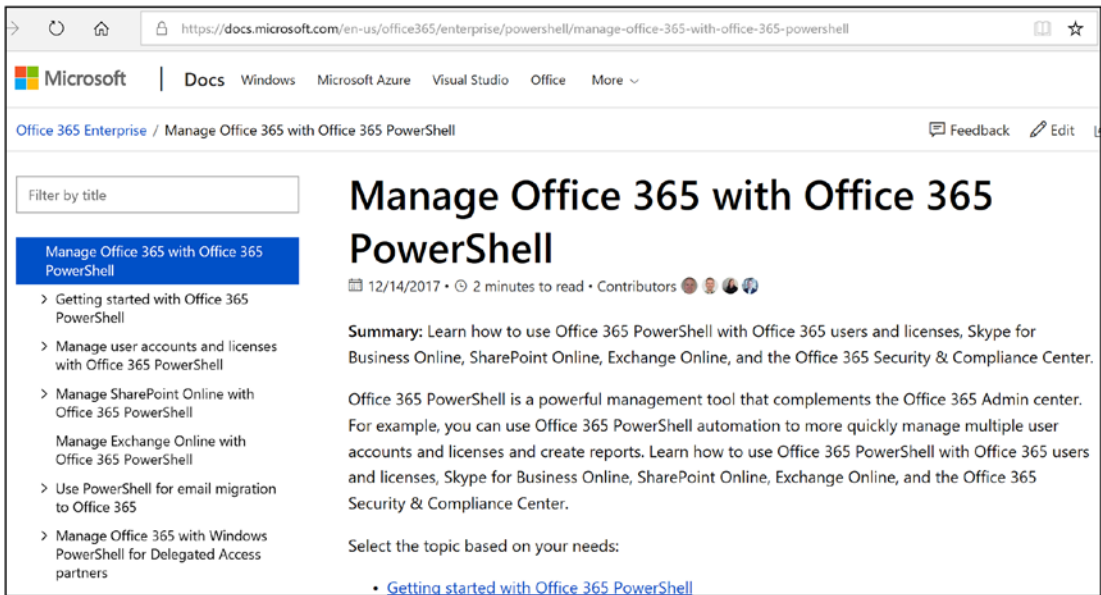 https://docs.microsoft.com/en-us/office365/enterprise/powershell/manage-office-365-with-office-365-powershell
Microsoft | Docs Windows Microsoft Azure Visual Studio Office More
Office 365 Enterprise / Manage Office 365 with Office 365 PowerShell
Feedback Edit
Filter by title
Manage Office 365 with Office 365
PowerShell
Getting started with Office 365
PowerShell
Manage user accounts and licenses
with Office 365 PowerShell
Manage SharePoint Online with
Office 365 PowerShell
Manage Exchange Online with
Office 365 PowerShell
Use PowerShell for email migration
to Office 365
Manage Office 365 with Windows
PowerShell for Delegated Access
partners
Manage Office 365 with Office 365
PowerShell
12/14/2017 • 2 minutes to read • Contributors
Summary: Learn how to use Office 365 PowerShell with Office 365 users and licenses, Skype for
Business Online, SharePoint Online, Exchange Online, and the Office 365 Security & Compliance Center.
Office 365 PowerShell is a powerful management tool that complements the Office 365 Admin center.
For example, you can use Office 365 PowerShell automation to more quickly manage multiple user
accounts and licenses and create reports. Learn how to use Office 365 PowerShell with Office 365 users
and licenses, Skype for Business Online, SharePoint Online, Exchange Online, and the Office 365
Security & Compliance Center.
Select the topic based on your needs:
• Getting started with Office 365 PowerShell